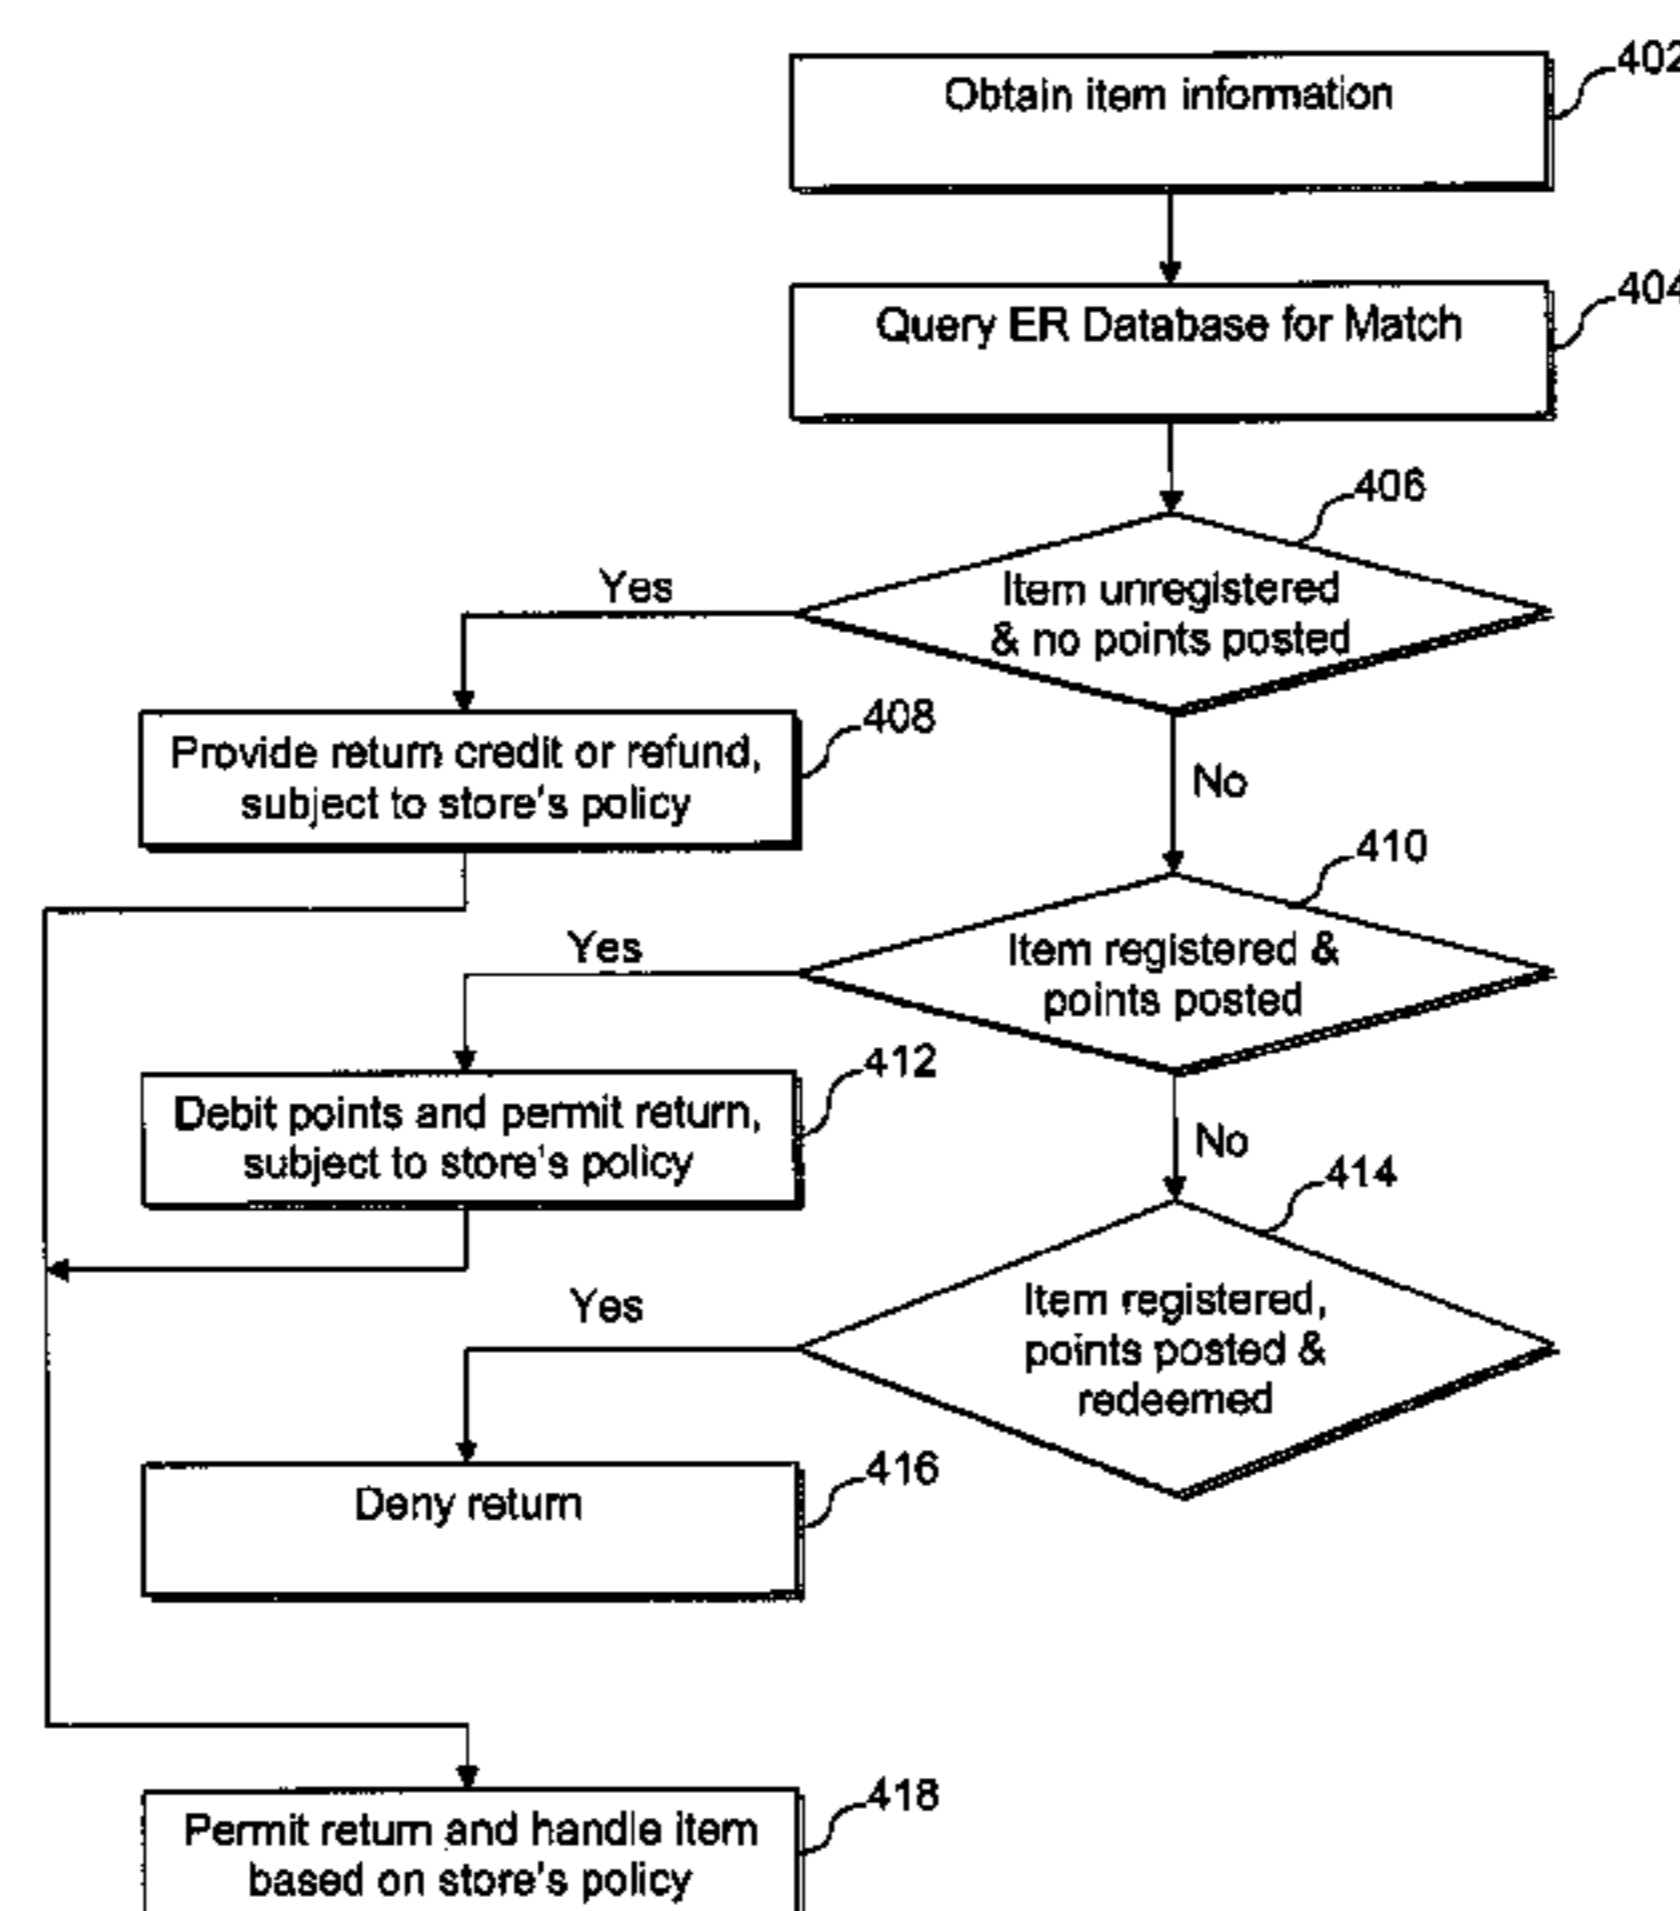 402
Obtain item information
404
Query ER Database for Match
406
Item unregistered
& no points posted
Yes
408
Provide return credit or refund,
subject to store's policy
No
410
Item registered &
points posted
Yes
412
Debit points and permit return,
subject to store's policy
No
414
Item registered,
points posted &
redeemed
Yes
416
Deny return
418
Permit return and handle item
based on store's policy